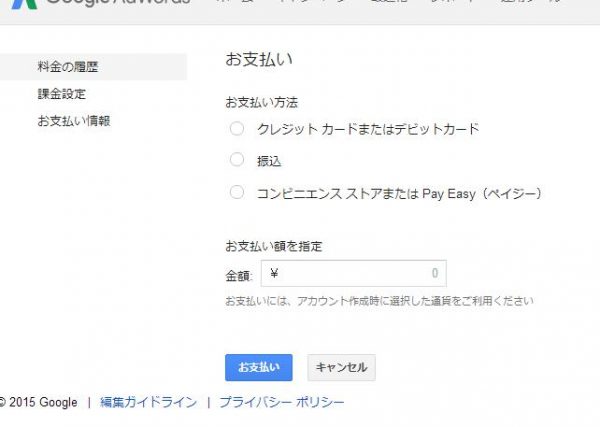 Google AdWords
料金の履歴
課金設定
お支払い情報
お支払い
お支払い方法
クレジット カードまたはデビットカード
振込
コンビニエンス ストアまたは Pay Easy（ペイジー）
お支払い額を指定
金額: ¥ 0
お支払いには、アカウント作成時に選択した通貨をご利用ください
お支払い キャンセル
© 2015 Google | 編集ガイドライン | プライバシー ポリシー